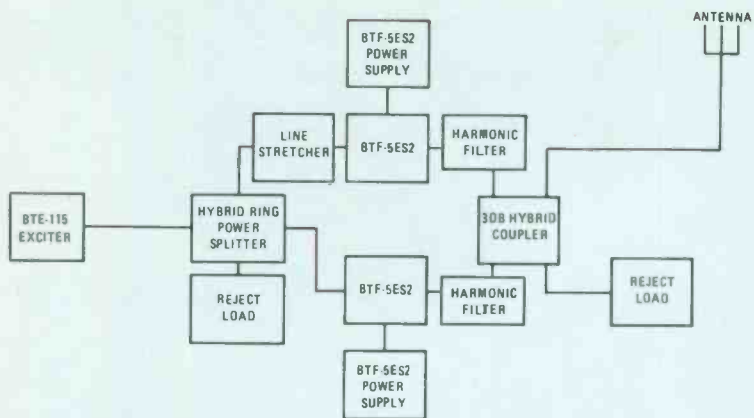 ANTENNA
BTF-5ES2
POWER
SUPPLY
LINE
STRETCHER
BTF-5ES2
HARMONIC
FILTER
BTE-115
EXCITER
HYBRID RING
POWER
SPLITTER
3DB HYBRID
COUPLER
REJECT
LOAD
BTF-5ES2
HARMONIC
FILTER
REJECT
LOAD
BTF-5ES2
POWER
SUPPLY